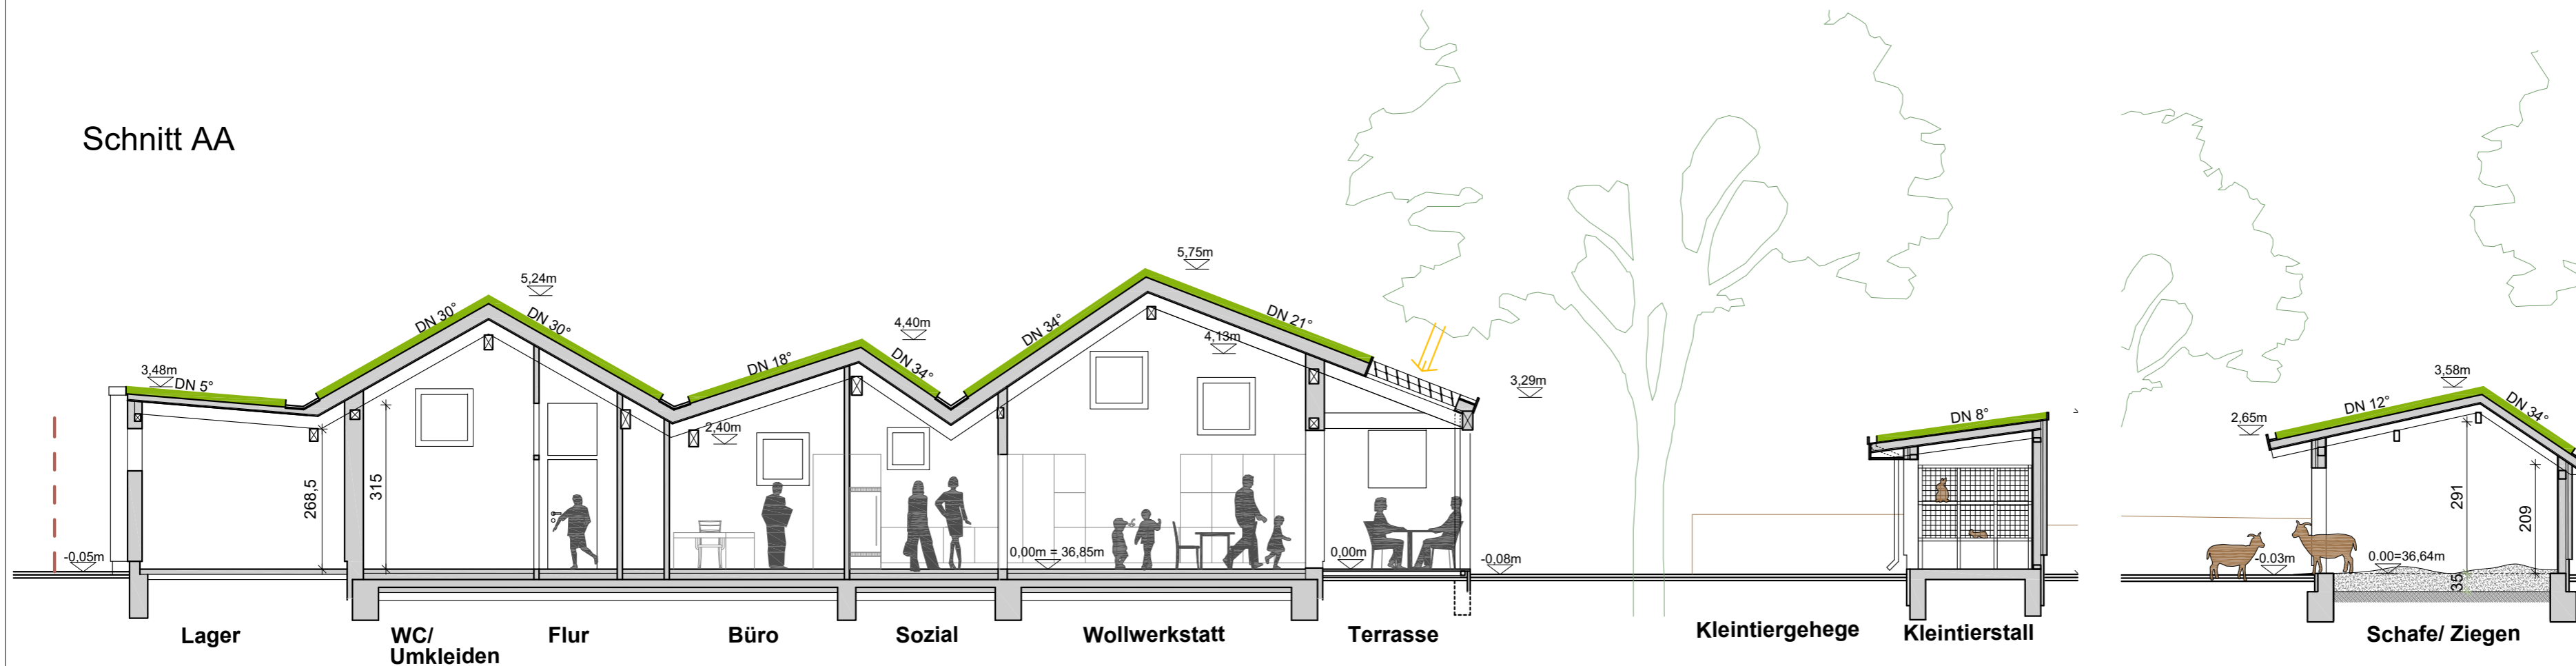 Schnitt AA
5,75m
5,24m
DN 30°
DN 30°
4,40m
DN 34°
DN 21°
4,13m
3,48m
DN 5°
DN 18°
DN 34°
3,29m
3,58m
DN 12°
DN 34°
2,65m
DN 8°
2,40m
268,5
315
291
209
-0.05m
0,00m = 36,85m
0,00m
-0,08m
-0.03m
0.00=36,64m
35
Lager
WC/
Umkleiden
Flur
Büro
Sozial
Wollwerkstatt
Terrasse
Kleintiergehege
Kleintierstall
Schafe/ Ziegen